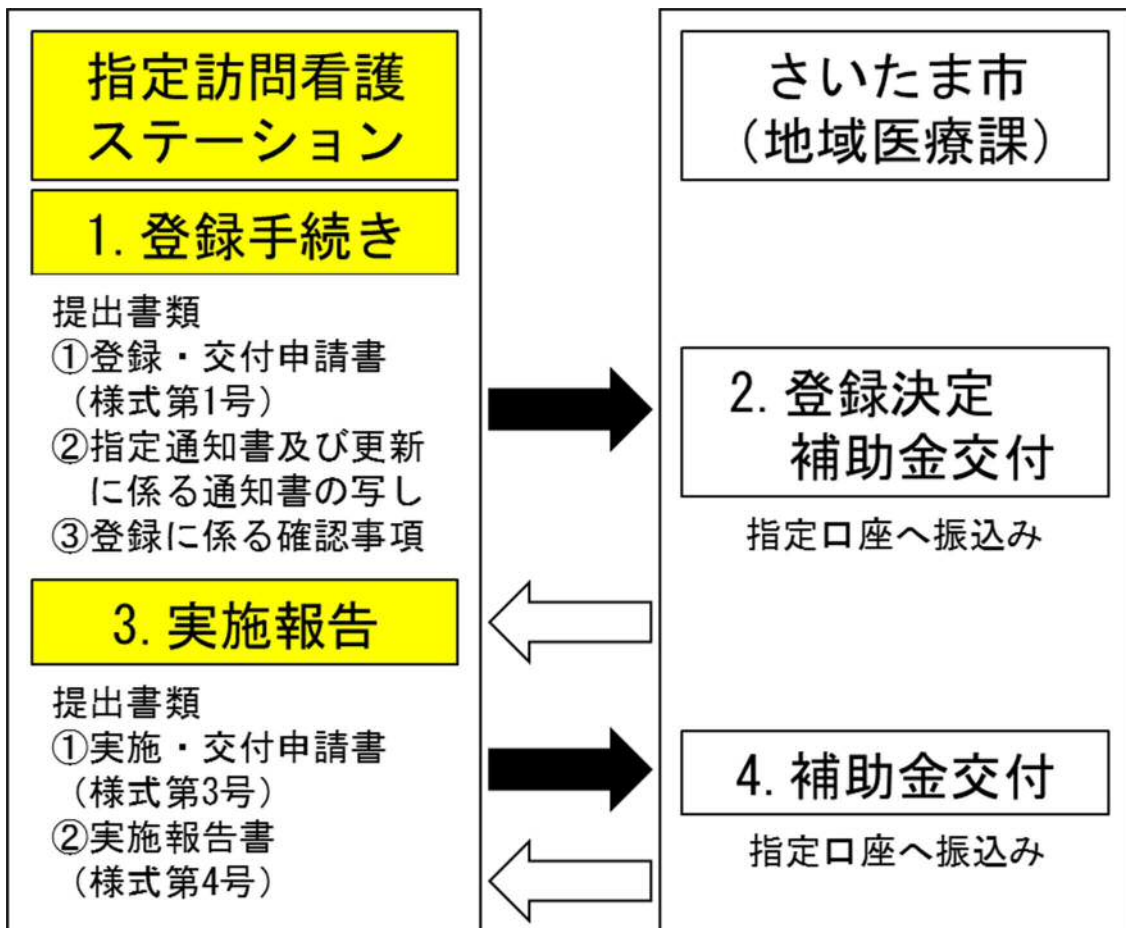 指定訪問看護
ステーション
1. 登録手続き
提出書類
①登録・交付申請書
（様式第1号）
②指定通知書及び更新
に係る通知書の写し
③登録に係る確認事項
3. 実施報告
提出書類
①実施・交付申請書
（様式第3号）
②実施報告書
（様式第4号）
さいたま市
（地域医療課）
2. 登録決定
補助金交付
指定口座へ振込み
4. 補助金交付
指定口座へ振込み